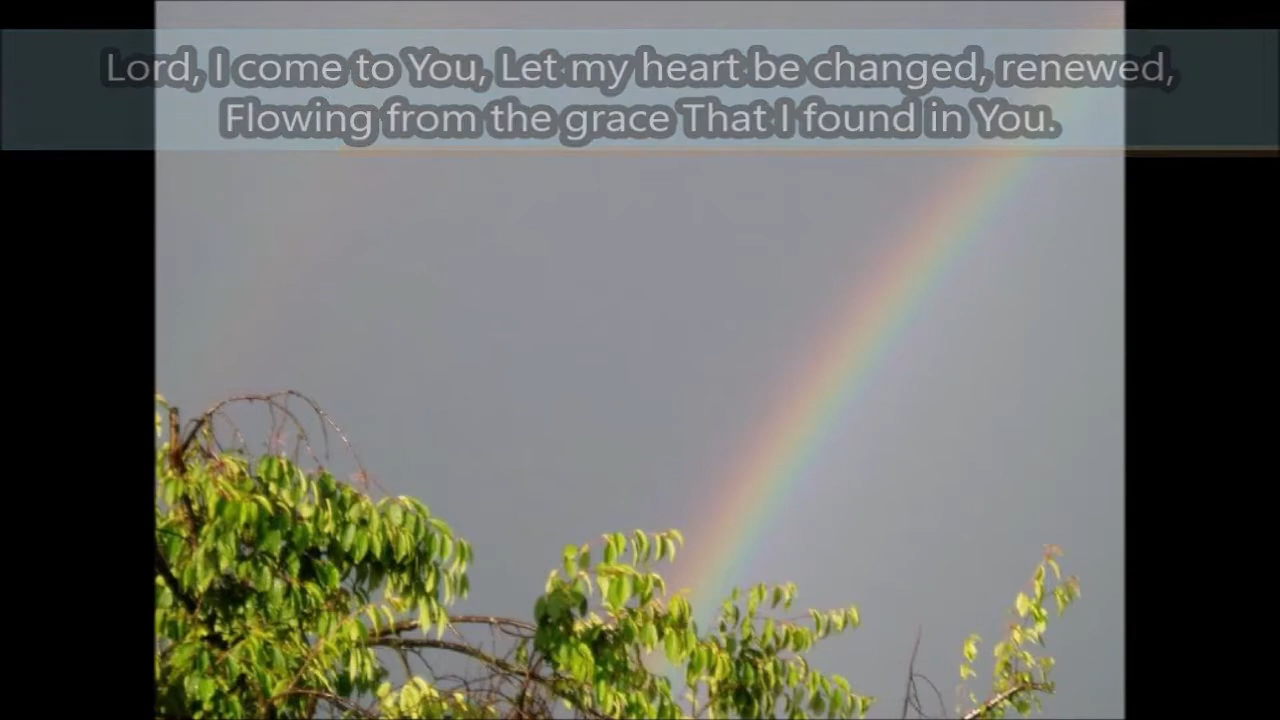 Lord, I come to You, Let my heart be changed, renewed,
Flowing from the grace That I found in You.